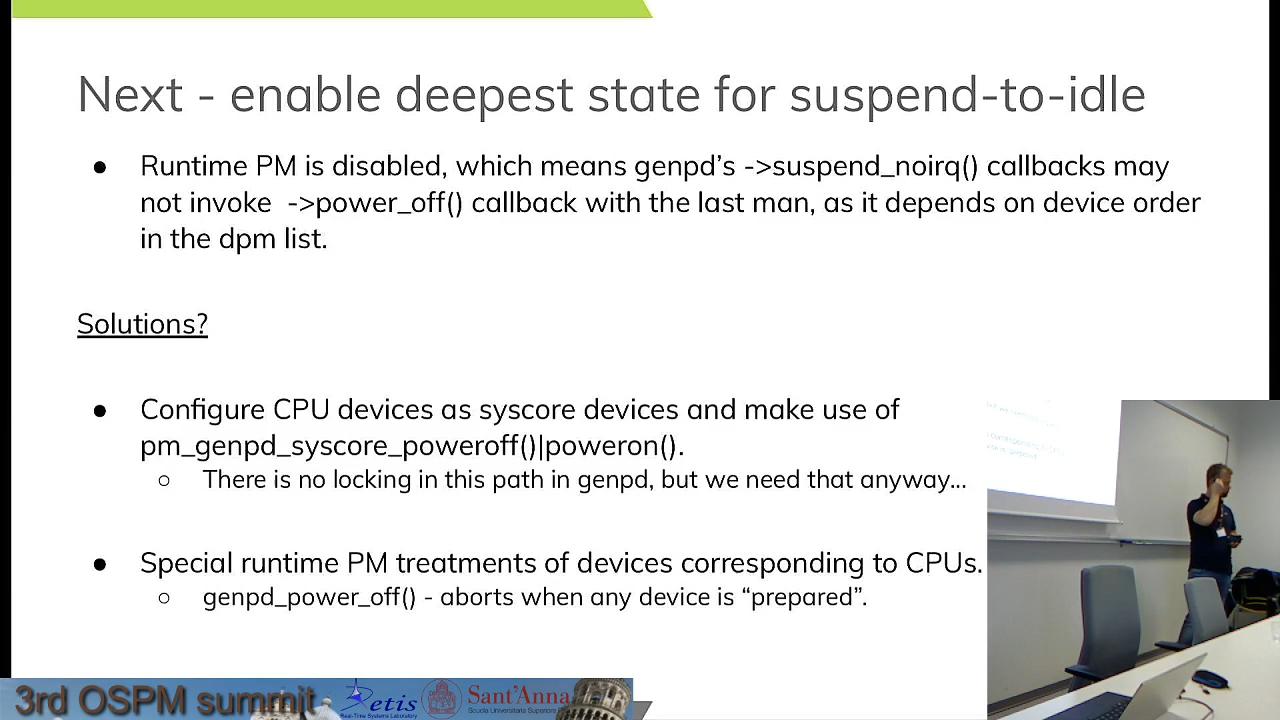 Next - enable deepest state for suspend-to-idle
● Runtime PM is disabled, which means genpd’s ->suspend_noirq() callbacks may
not invoke ->power_off() callback with the last man, as it depends on device order
in the dpm list.
Solutions?
● Configure CPU devices as syscore devices and make use of
pm_genpd_syscore_poweroff()|poweron().
○ There is no locking in this path in genpd, but we need that anyway...
● Special runtime PM treatments of devices corresponding to CPUs.
○ genpd_power_off() - aborts when any device is “prepared”.
3rd OSPM summit
Retis
Real-Time Systems Laboratory
Sant'Anna
Scuola Universitaria Superiore